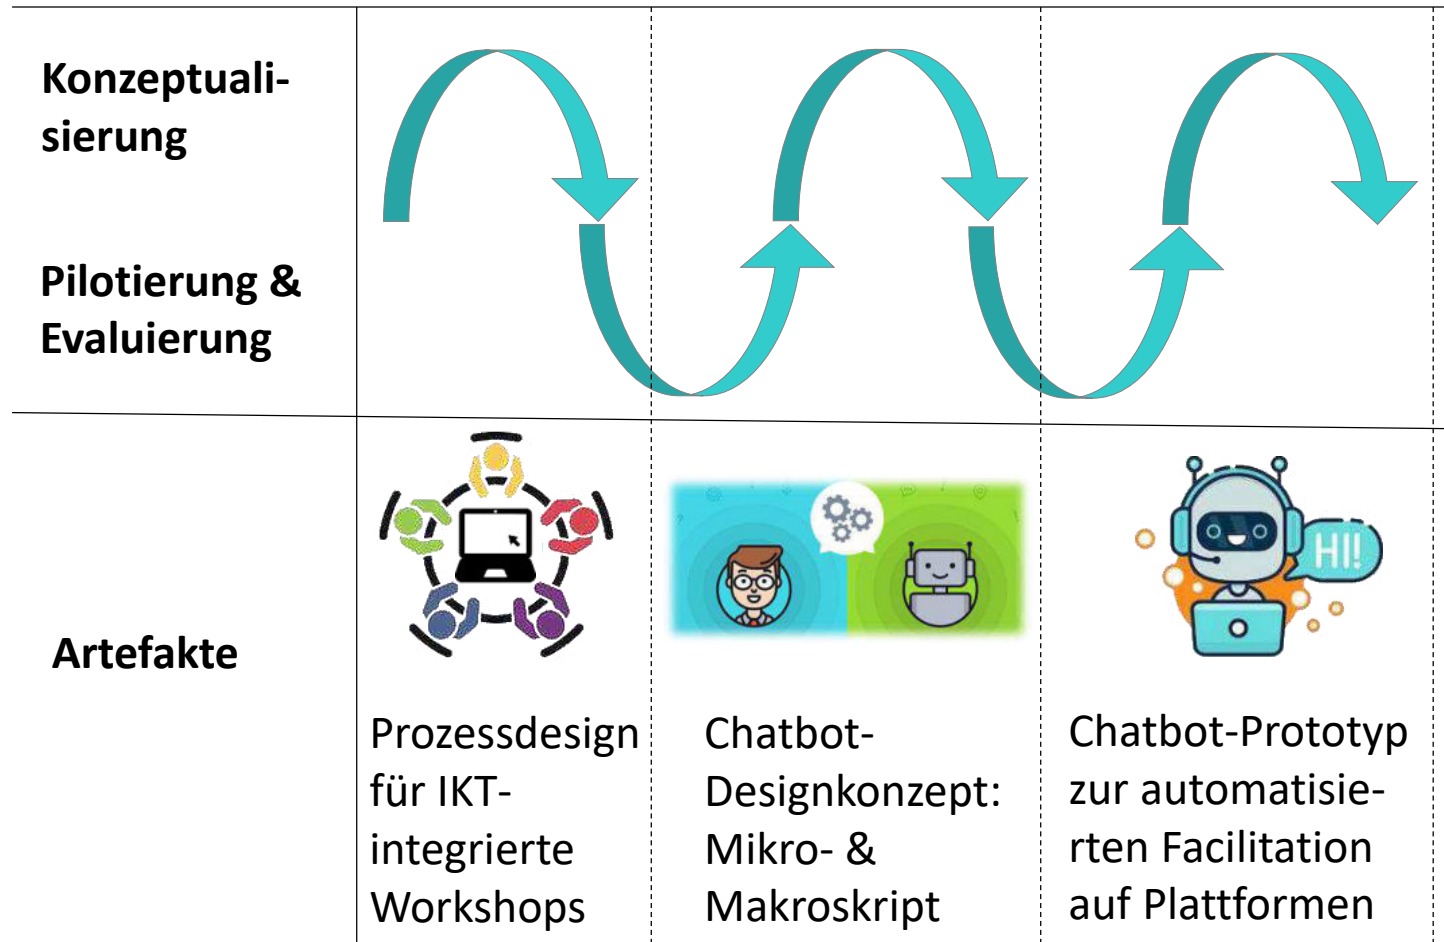 Konzeptuali-
sierung
Pilotierung &
Evaluierung
Artefakte
HI!
Prozessdesign
für IKT-
integrierte
Workshops
Chatbot-
Designkonzept:
Mikro- &
Makroskript
Chatbot-Prototyp
zur automatisie-
rten Facilitation
auf Plattformen